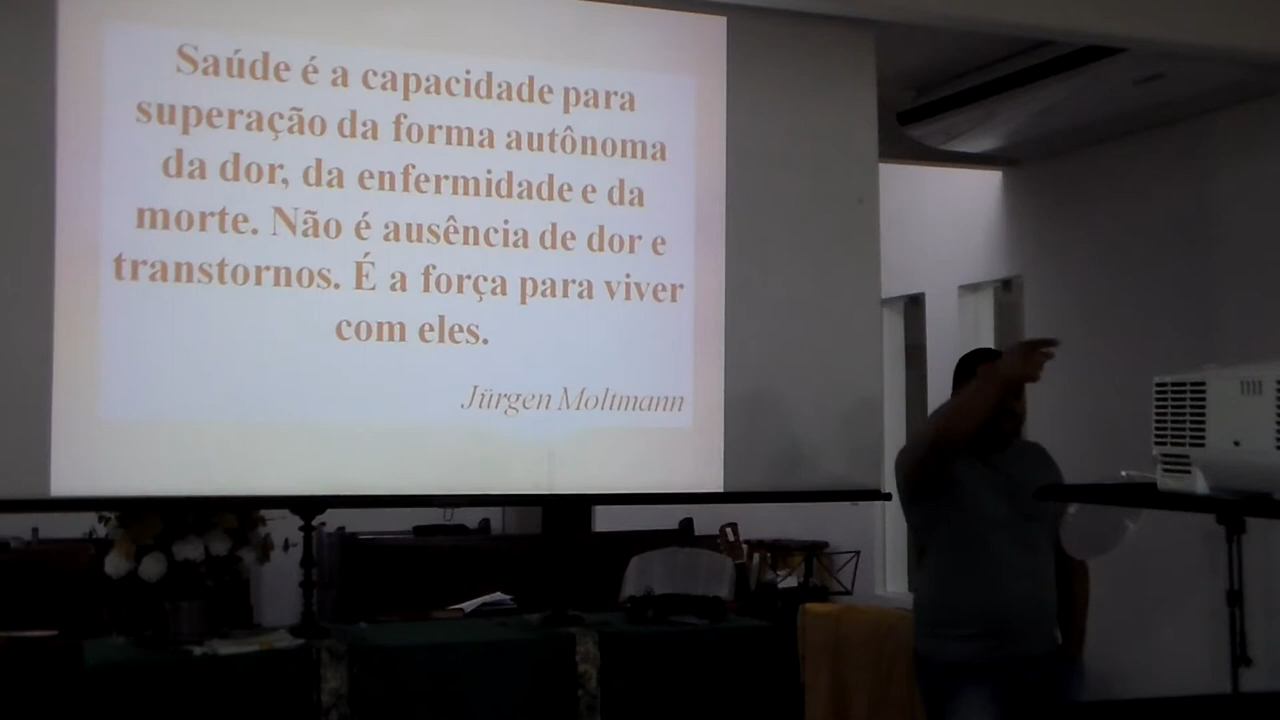 Saúde é a capacidade para
superação da forma autônoma
da dor, da enfermidade e da
morte. Não é ausência de dor e
transtornos. É a força para viver
com eles.
Jürgen Moltmann